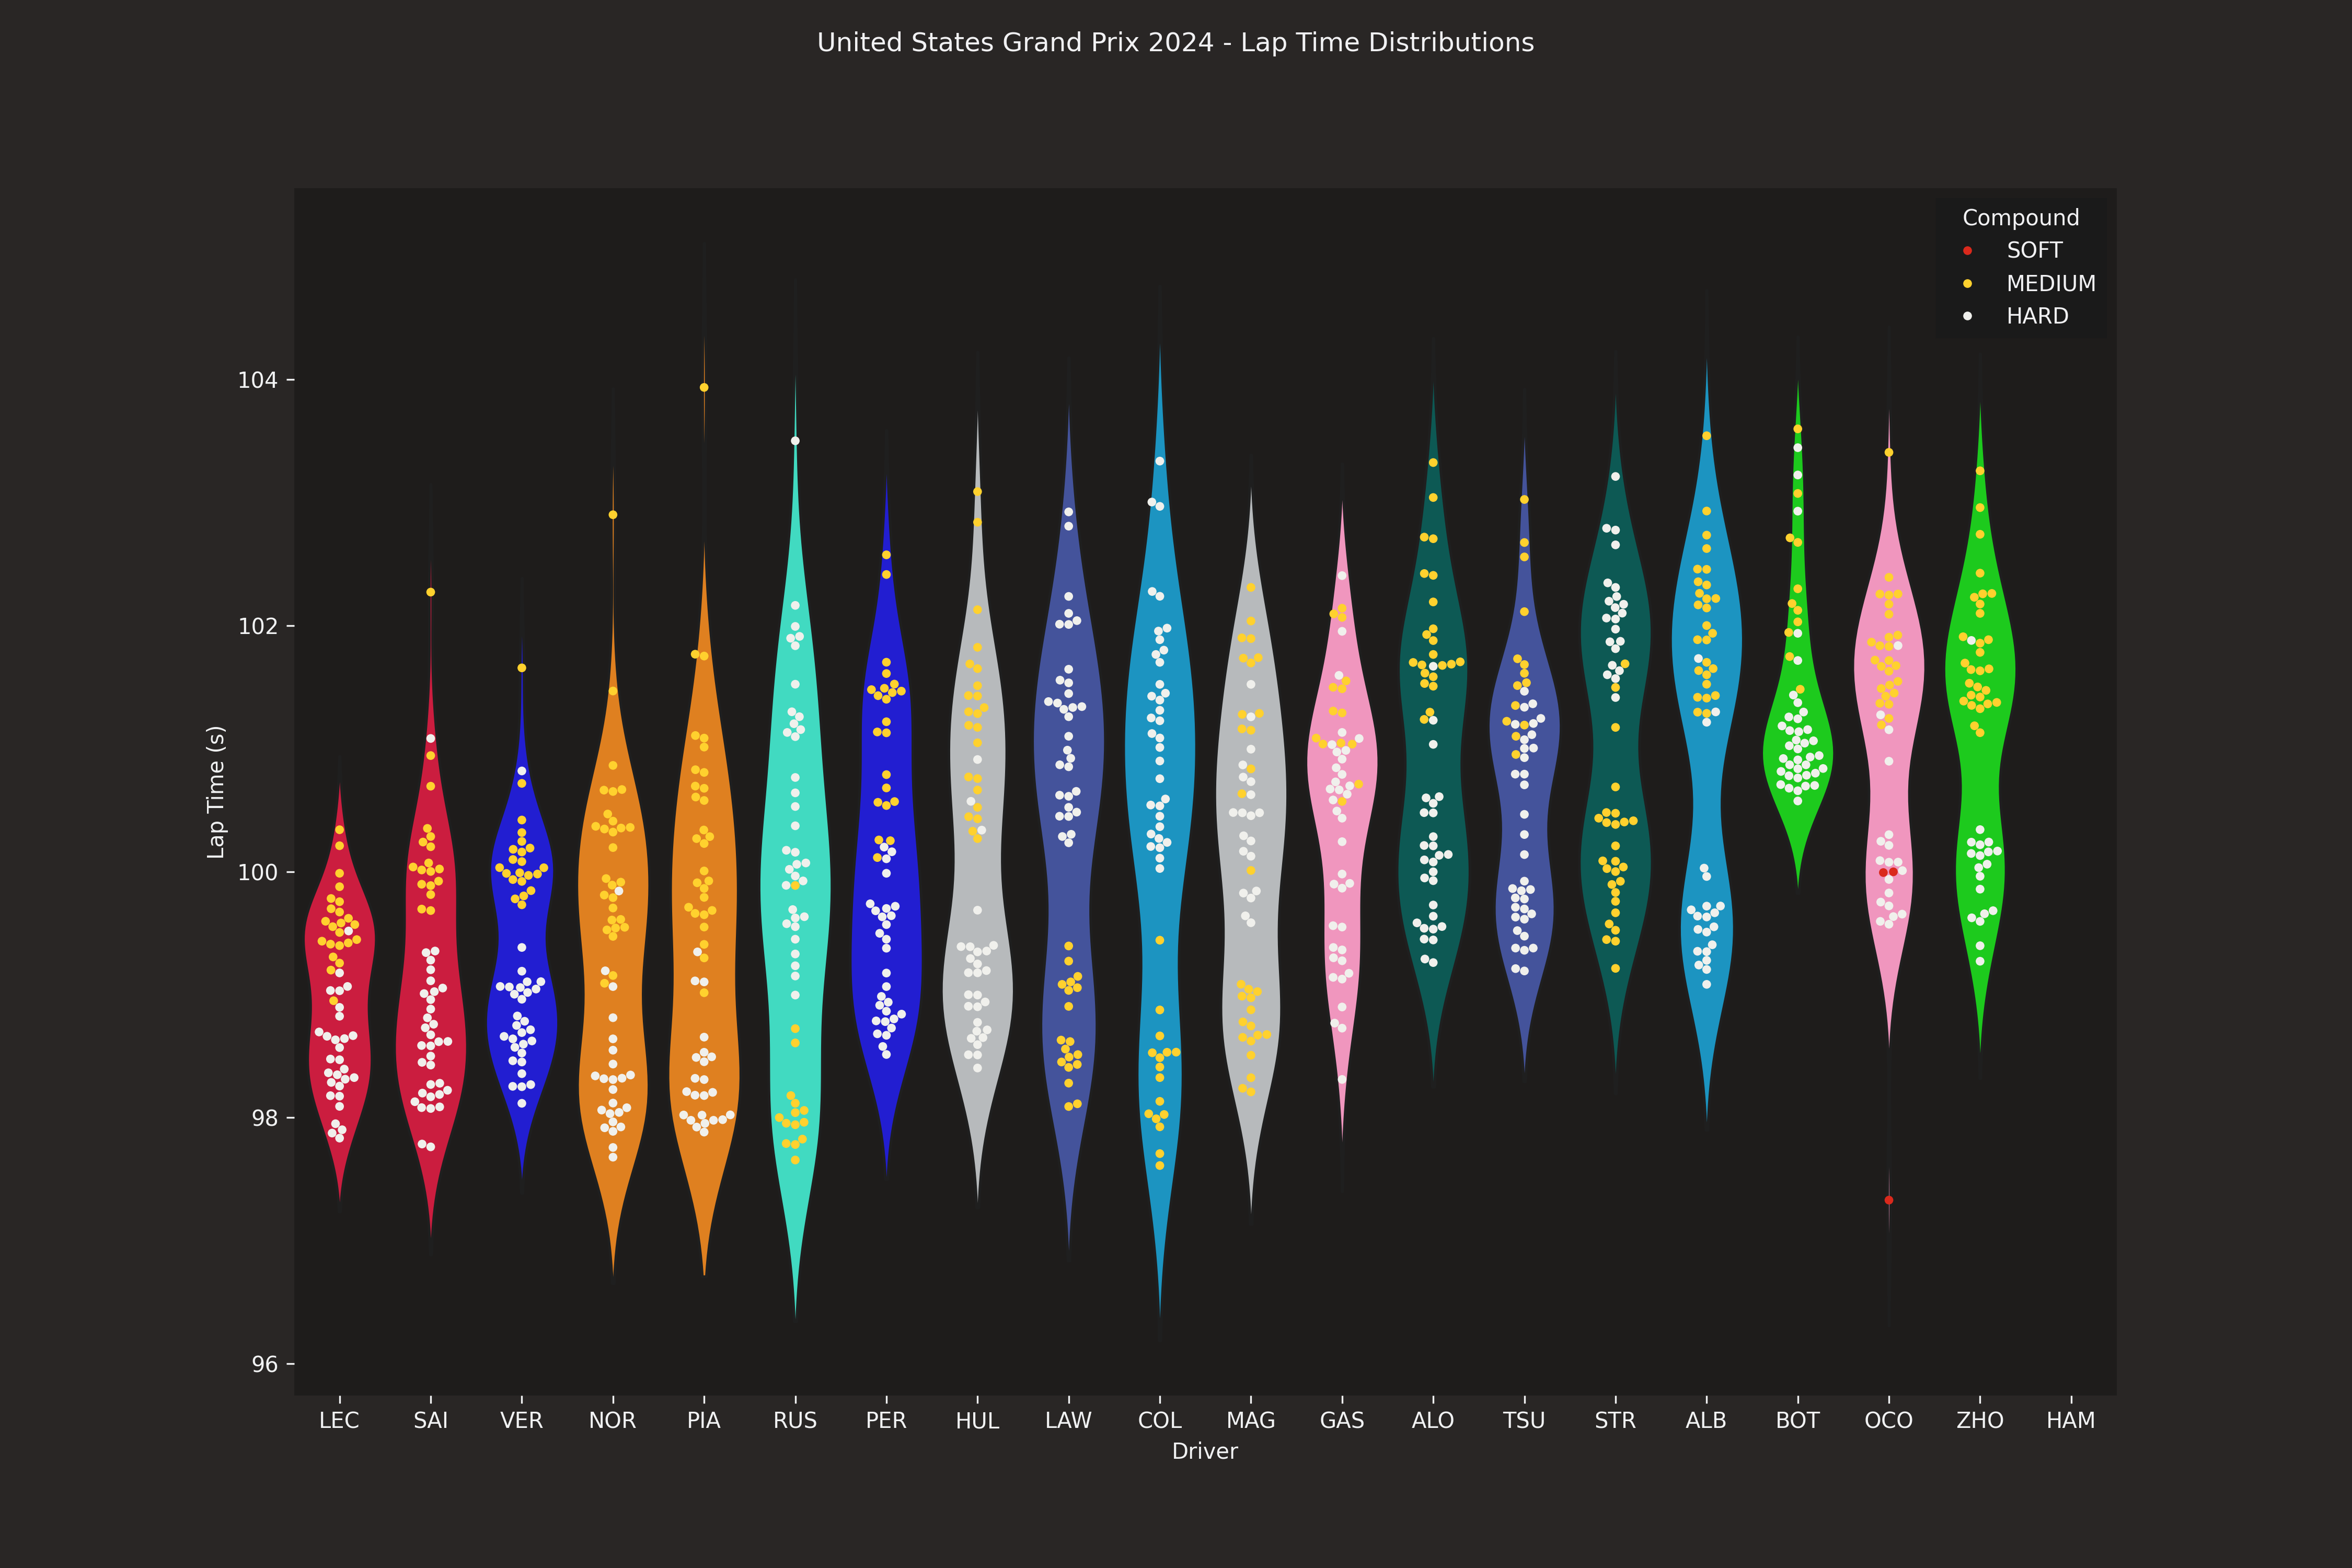 United States Grand Prix 2024 - Lap Time Distributions
Compound
SOFT
MEDIUM
HARD
Lap Time (s)
104
102
100
98
96
LEC SAI VER NOR PIA RUS PER HUL LAW COL MAG GAS ALO TSU STR ALB BOT OCO ZHO HAM
Driver